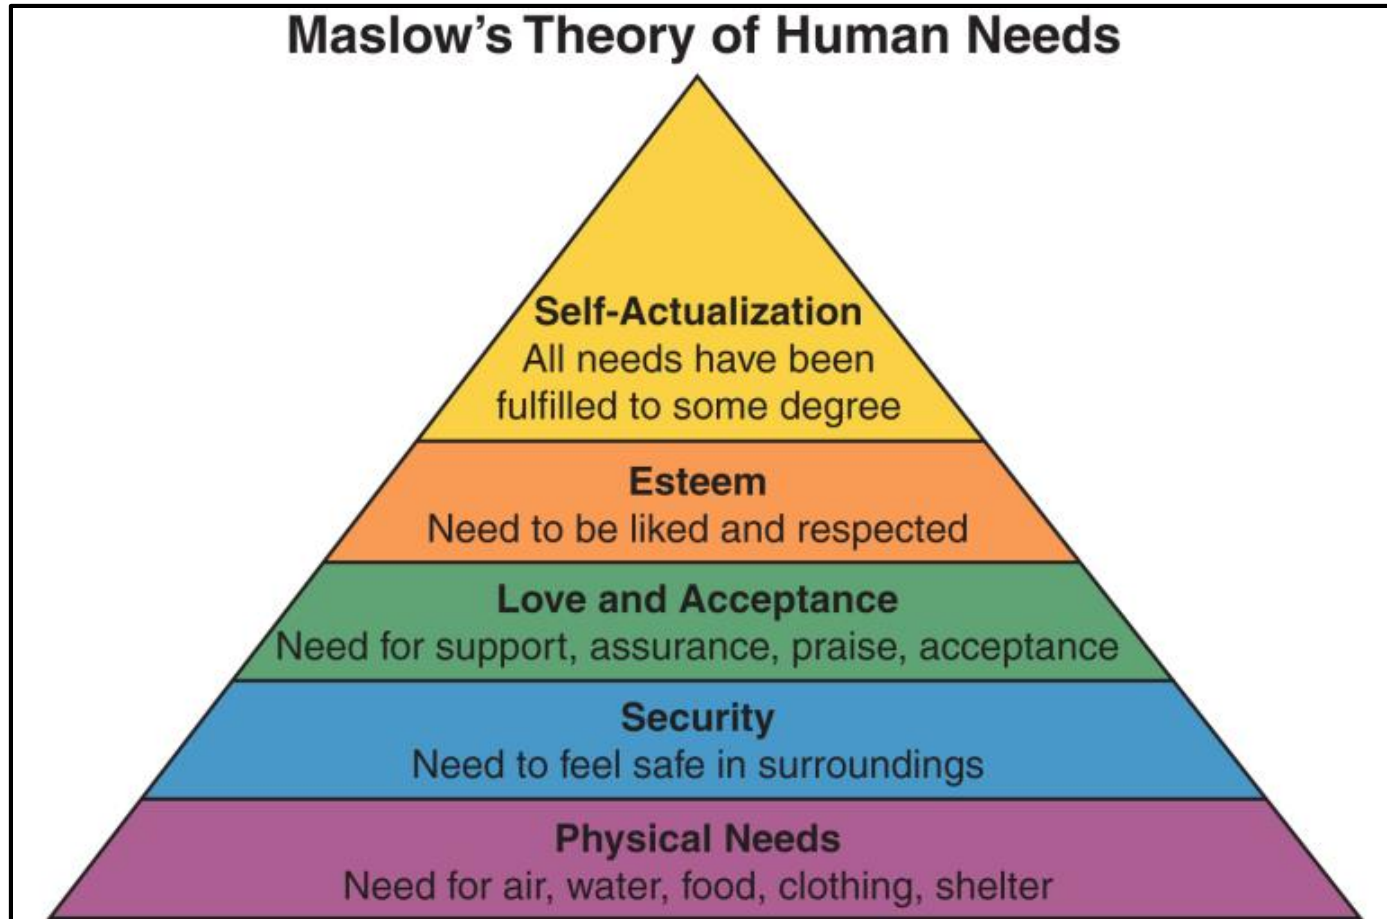 Maslow's Theory of Human Needs
Self-Actualization
All needs have been
fulfilled to some degree
Esteem
Need to be liked and respected
Love and Acceptance
Need for support, assurance, praise, acceptance
Security
Need to feel safe in surroundings
Physical Needs
Need for air, water, food, clothing, shelter